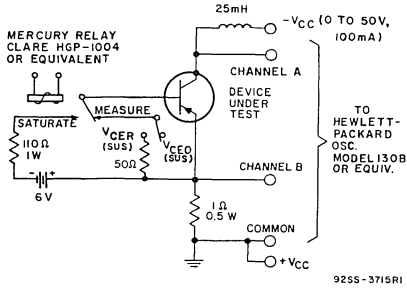 25mH
-VCC (0 TO 50V,
100mA)
MERCURY RELAY
CLARE HGP-1004
OR EQUIVALENT
CHANNEL A
DEVICE
UNDER
TEST
MEASURE
SATURATE
110Ω
1W
VCER
(SUS)
VCEO
(SUS)
50Ω
- +
6V
TO
HEWLETT-
PACKARD
OSC.
MODEL 130B
OR EQUIV.
CHANNEL B
1 Ω
0.5 W
COMMON
+VCC
92SS-3715R1